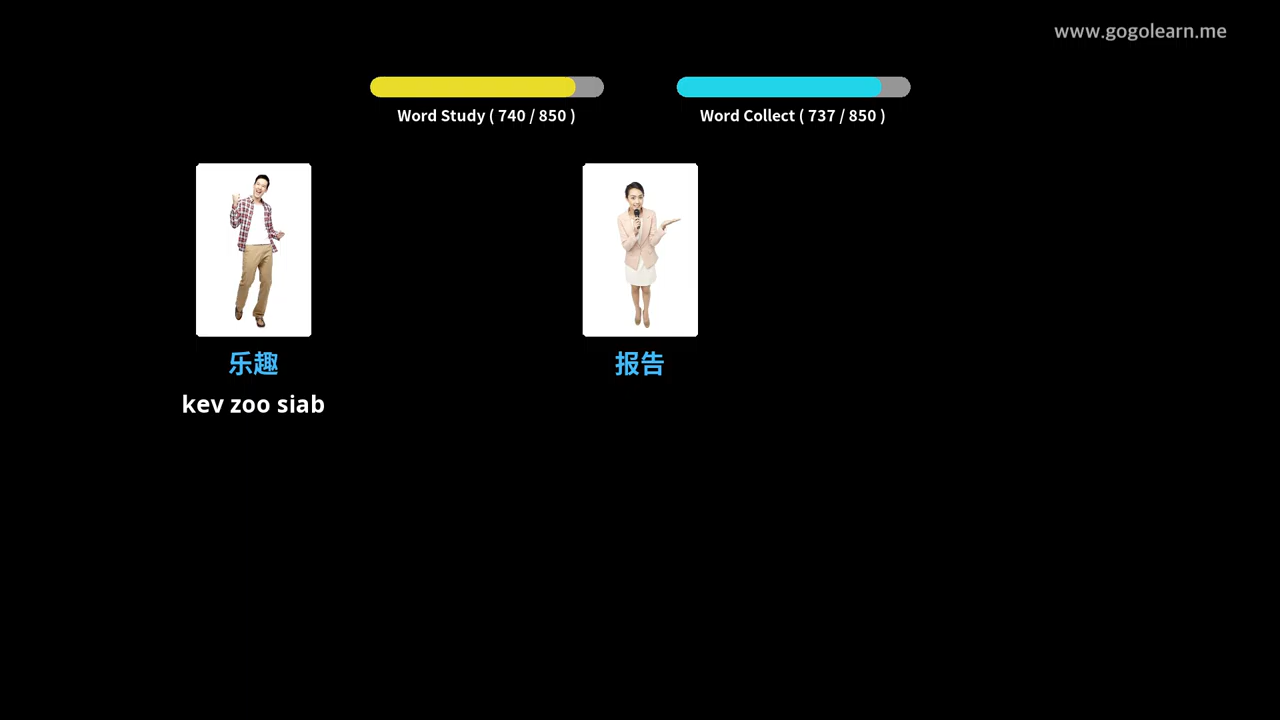 www.gogolearn.me
Word Study ( 740 / 850 )
Word Collect ( 737 / 850 )
乐趣
报告
kev zoo siab